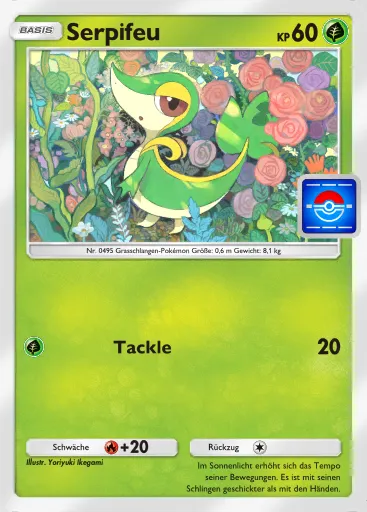 BASIS Serpifeu KP 60
Nr. 0495 Grasschlangen-Pokémon Größe: 0,6 m Gewicht: 8,1 kg
Tackle 20
Schwäche +20 Rückzug
Illustr. Yoriyuki Ikegami
Im Sonnenlicht erhöht sich das Tempo
seiner Bewegungen. Es ist mit seinen
Schlingen geschickter als mit den Händen.